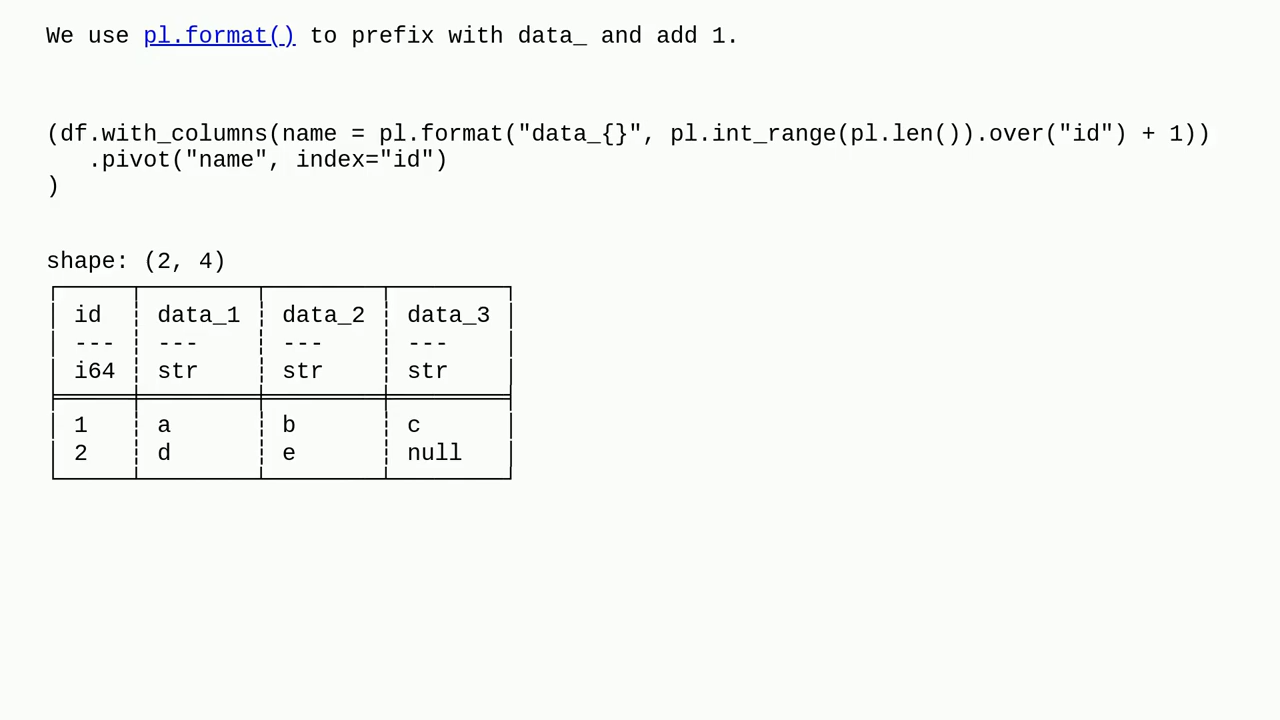 We use pl.format() to prefix with data_ and add 1.
(df.with_columns(name = pl.format("data_{}", pl.int_range(pl.len()).over("id") + 1))
   .pivot("name", index="id")
)
shape: (2, 4)
id data_1 data_2 data_3
--- --- --- ---
i64 str str str
1 a b c
2 d e null